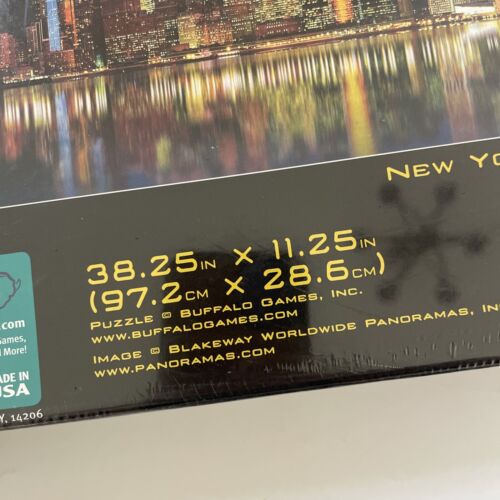 New Yo
38.25in x 11.25in
(97.2cm x 28.6cm)
Puzzle © Buffalo Games, Inc.
www.buffalogames.com
Image © Blakeway Worldwide Panoramas, In
www.panoramas.com
.com
Games,
d More!
ADE IN
USA
Y, 14206